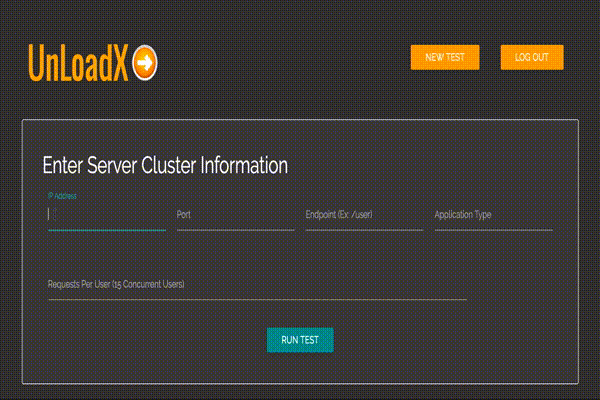 UnLoadX
NEW TEST
LOG OUT
Enter Server Cluster Information
IP Address
Port
Endpoint (Ex: /user)
Application Type
Requests Per User (15 Concurrent Users)
RUN TEST